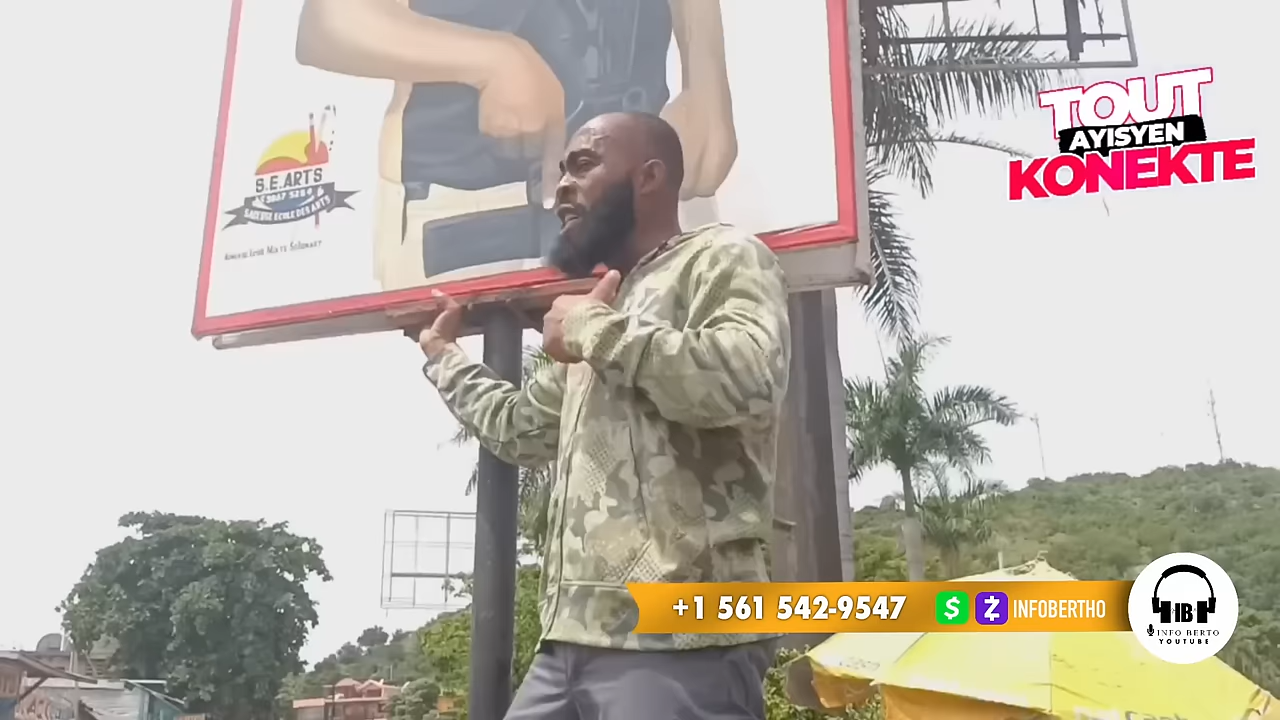 TOUT
AYISYEN
KONEKTE
S.E.ARTS
+1 561 542-9547
INFOBERTHO
IB
INFO BERTO
YOUTUBE